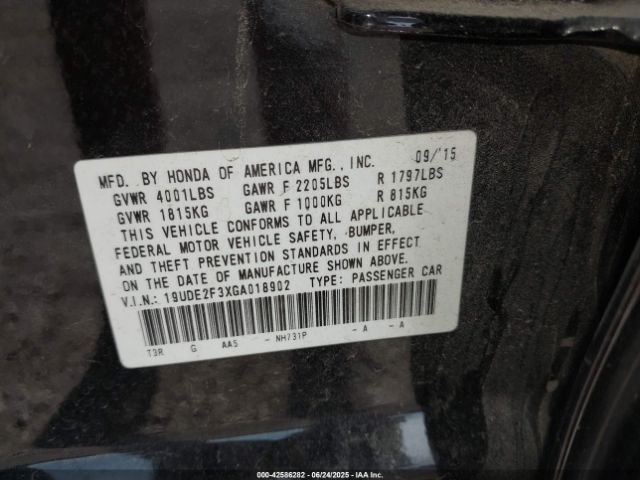 MFD. BY HONDA OF AMERICA MFG., INC. 09/'15
GVWR 4001LBS GAWR F 2205LBS R 1797LBS
GVWR 1815KG GAWR F 1000KG R 815KG
THIS VEHICLE CONFORMS TO ALL APPLICABLE
FEDERAL MOTOR VEHICLE SAFETY, BUMPER,
AND THEFT PREVENTION STANDARDS IN EFFECT
ON THE DATE OF MANUFACTURE SHOWN ABOVE.
V.I.N.: 19UDE2F3XGA018902 TYPE: PASSENGER CAR
T3R G AA5 - NH731P - A - A
000-42586282 - 06/24/2025 - IAA Inc.